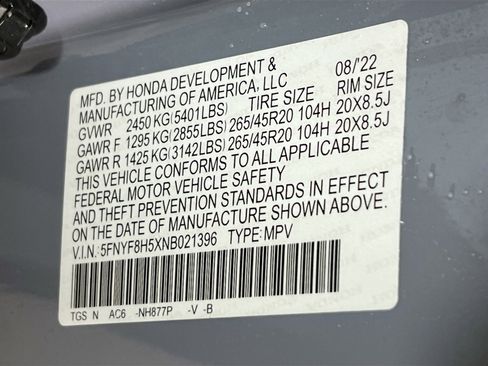 MFD. BY HONDA DEVELOPMENT & 08/'22
MANUFACTURING OF AMERICA, LLC
GVWR 2450 KG(5401LBS) TIRE SIZE RIM SIZE
GAWR F 1295 KG(2855LBS) 265/45R20 104H 20X8.5J
GAWR R 1425 KG(3142LBS) 265/45R20 104H 20X8.5J
THIS VEHICLE CONFORMS TO ALL APPLICABLE
FEDERAL MOTOR VEHICLE SAFETY
AND THEFT PREVENTION STANDARDS IN EFFECT
ON THE DATE OF MANUFACTURE SHOWN ABOVE.
V.I.N.: 5FNYF8H5XNB021396 TYPE: MPV
TGS N AC6 -NH877P -V -B